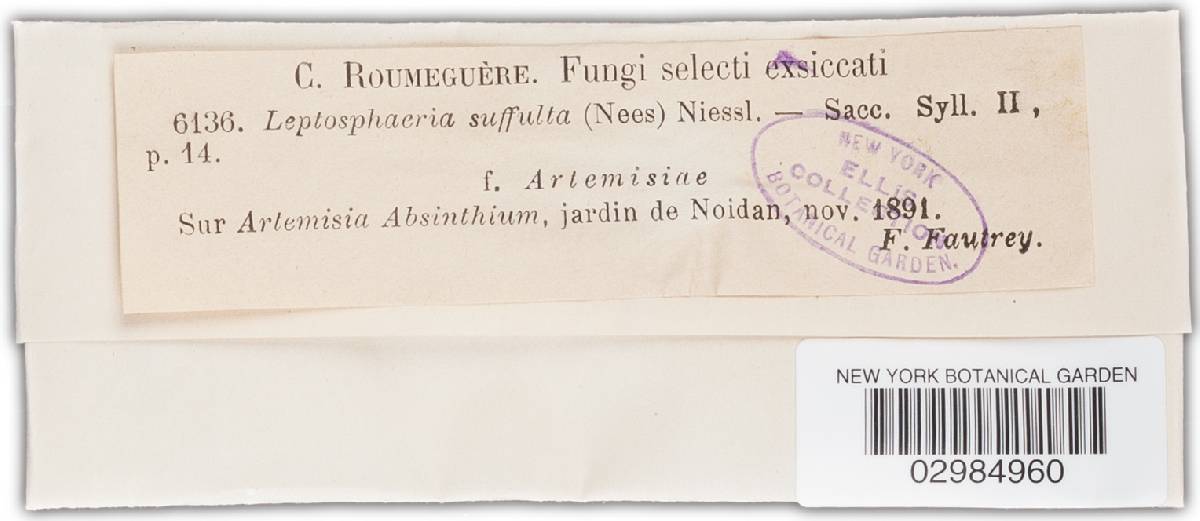 C. ROUMEGUÈRE. Fungi selecti exsiccati
6136. Leptosphaeria suffulta (Nees) Niessl. — Sacc. Syll. II,
p. 14.
f. Artemisiae
Sur Artemisia Absinthium, jardin de Noidan, nov. 1891.
F. Fautrey.
NEW YORK
ELLIS
COLLECTION
BOTANICAL GARDEN.
NEW YORK BOTANICAL GARDEN
02984960